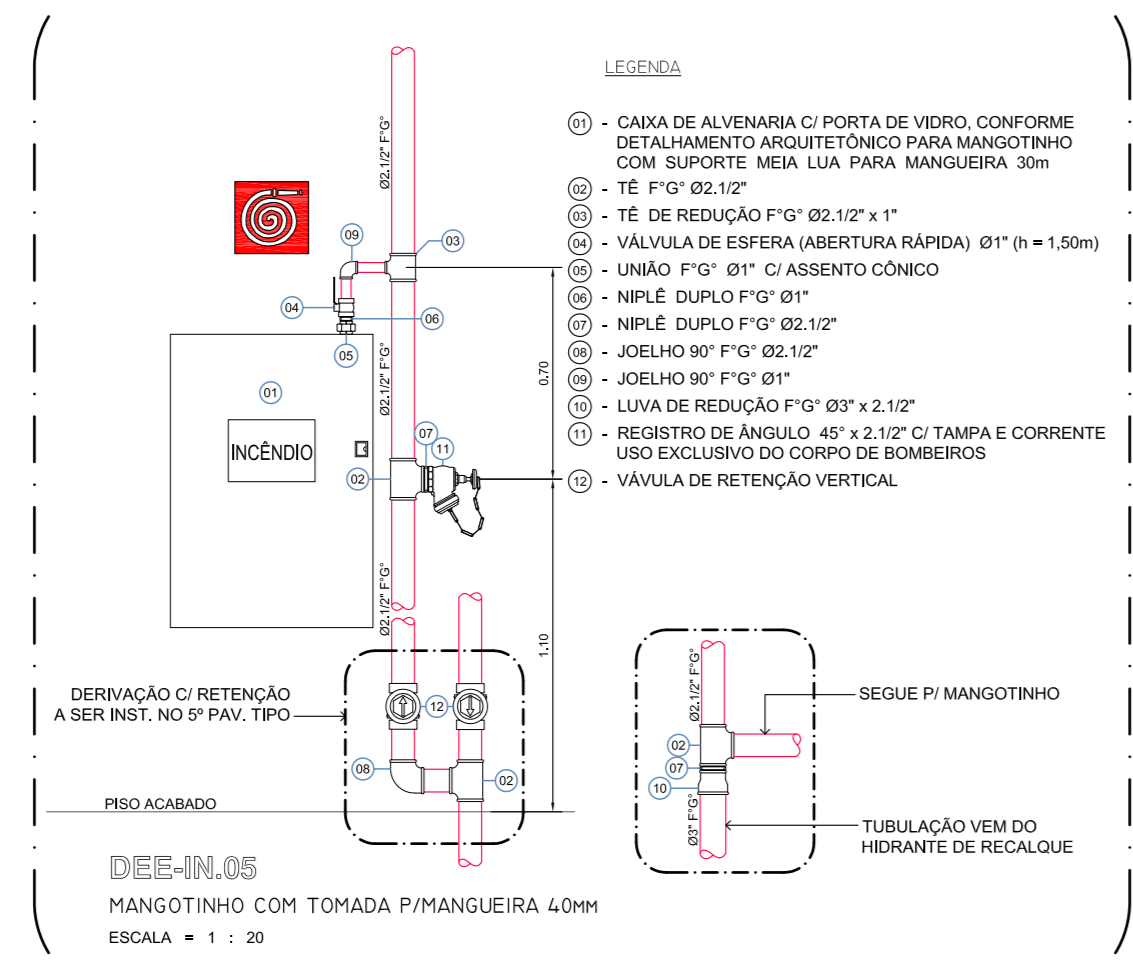 LEGENDA
01 - CAIXA DE ALVENARIA C/ PORTA DE VIDRO, CONFORME
DETALHAMENTO ARQUITETÔNICO PARA MANGOTINHO
COM SUPORTE MEIA LUA PARA MANGUEIRA 30m
02 - TÊ F°G° Ø2.1/2"
03 - TÊ DE REDUÇÃO F°G° Ø2.1/2" x 1"
04 - VÁLVULA DE ESFERA (ABERTURA RÁPIDA) Ø1" (h = 1,50m)
05 - UNIÃO F°G° Ø1" C/ ASSENTO CÔNICO
06 - NIPLÊ DUPLO F°G° Ø1"
07 - NIPLÊ DUPLO F°G° Ø2.1/2"
08 - JOELHO 90° F°G° Ø2.1/2"
09 - JOELHO 90° F°G° Ø1"
10 - LUVA DE REDUÇÃO F°G° Ø3" x 2.1/2"
11 - REGISTRO DE ÂNGULO 45° x 2.1/2" C/ TAMPA E CORRENTE
USO EXCLUSIVO DO CORPO DE BOMBEIROS
12 - VÁVULA DE RETENÇÃO VERTICAL
Ø2.1/2" F°G°
09
03
04
06
05
01
Ø2.1/2" F°G°
0.70
INCÊNDIO
07
11
02
Ø2.1/2" F°G°
1.10
DERIVAÇÃO C/ RETENÇÃO
A SER INST. NO 5º PAV. TIPO
12
08
02
PISO ACABADO
Ø2.1/2" F°G°
SEGUE P/ MANGOTINHO
02
07
10
Ø3" F°G°
TUBULAÇÃO VEM DO
HIDRANTE DE RECALQUE
DEE-IN.05
MANGOTINHO COM TOMADA P/MANGUEIRA 40MM
ESCALA = 1 : 20